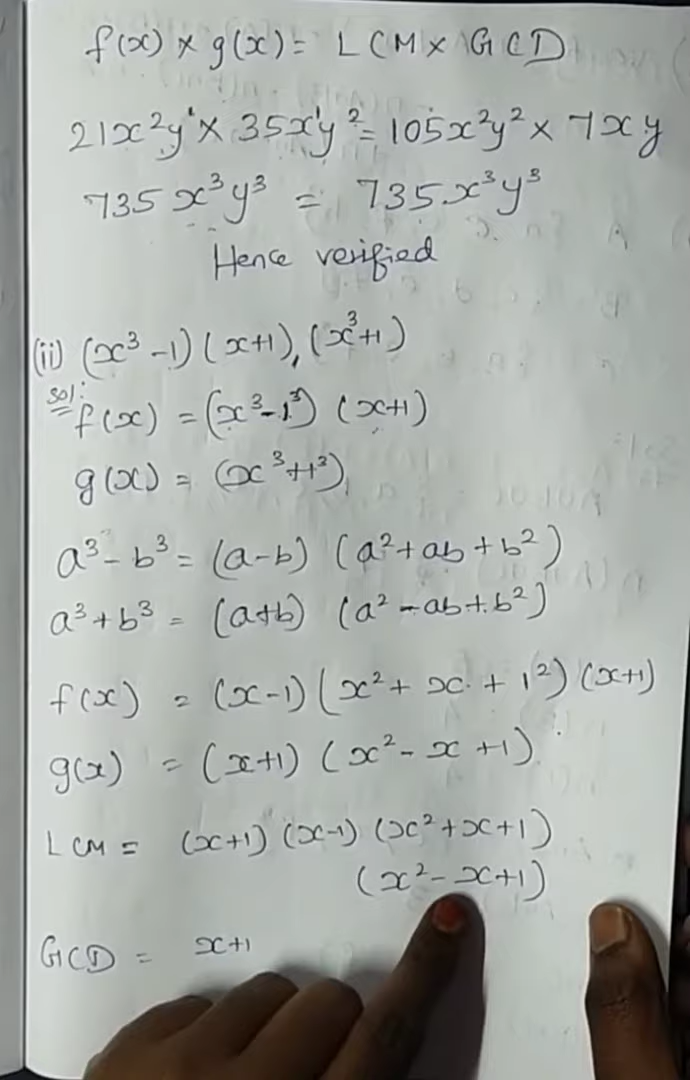 f(x) × g(x) = LCM × GCD
21x²y¹ × 35x¹y² = 105x²y² × 7xy
735x³y³ = 735x³y³
Hence verified
(ii) (x³-1)(x+1), (x³+1)
Sol:
f(x) = (x³-1³) (x+1)
g(x) = (x³+1³)
a³-b³ = (a-b) (a²+ab+b²)
a³+b³ = (a+b) (a²-ab+b²)
f(x) = (x-1)(x²+x+1²)(x+1)
g(x) = (x+1)(x²-x+1)
LCM = (x+1)(x-1)(x²+x+1)
(x²-x+1)
GCD = x+1